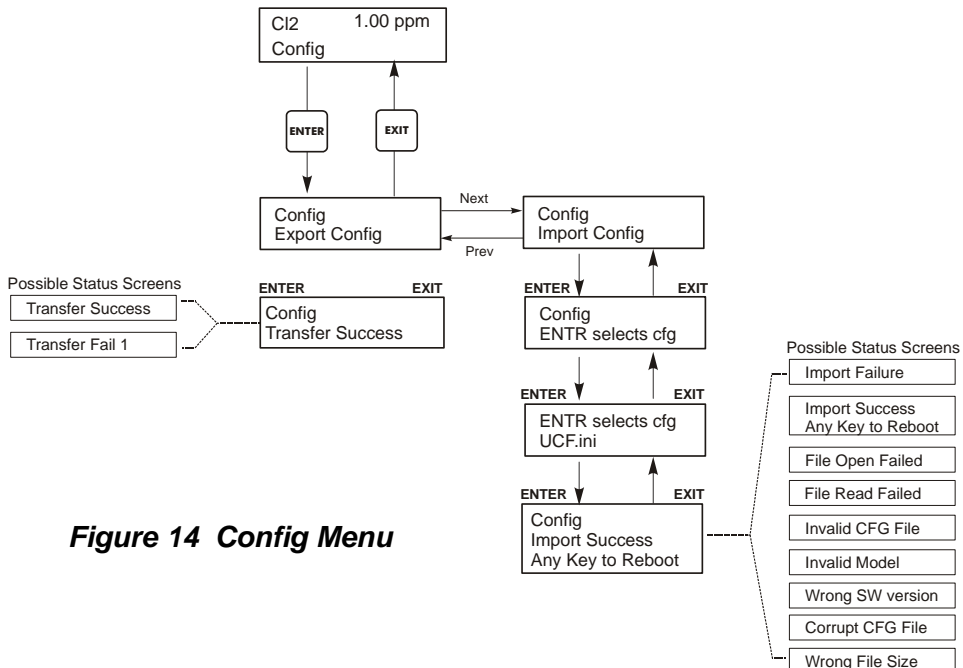 Cl2 1.00 ppm
Config
ENTER
EXIT
Config
Export Config
Next
Prev
Config
Import Config
Possible Status Screens
Transfer Success
Transfer Fail 1
ENTER EXIT
Config
Transfer Success
ENTER EXIT
Config
ENTR selects cfg
ENTER EXIT
ENTR selects cfg
UCF.ini
ENTER EXIT
Config
Import Success
Any Key to Reboot
Possible Status Screens
Import Failure
Import Success
Any Key to Reboot
File Open Failed
File Read Failed
Invalid CFG File
Invalid Model
Wrong SW version
Corrupt CFG File
Wrong File Size
Figure 14 Config Menu